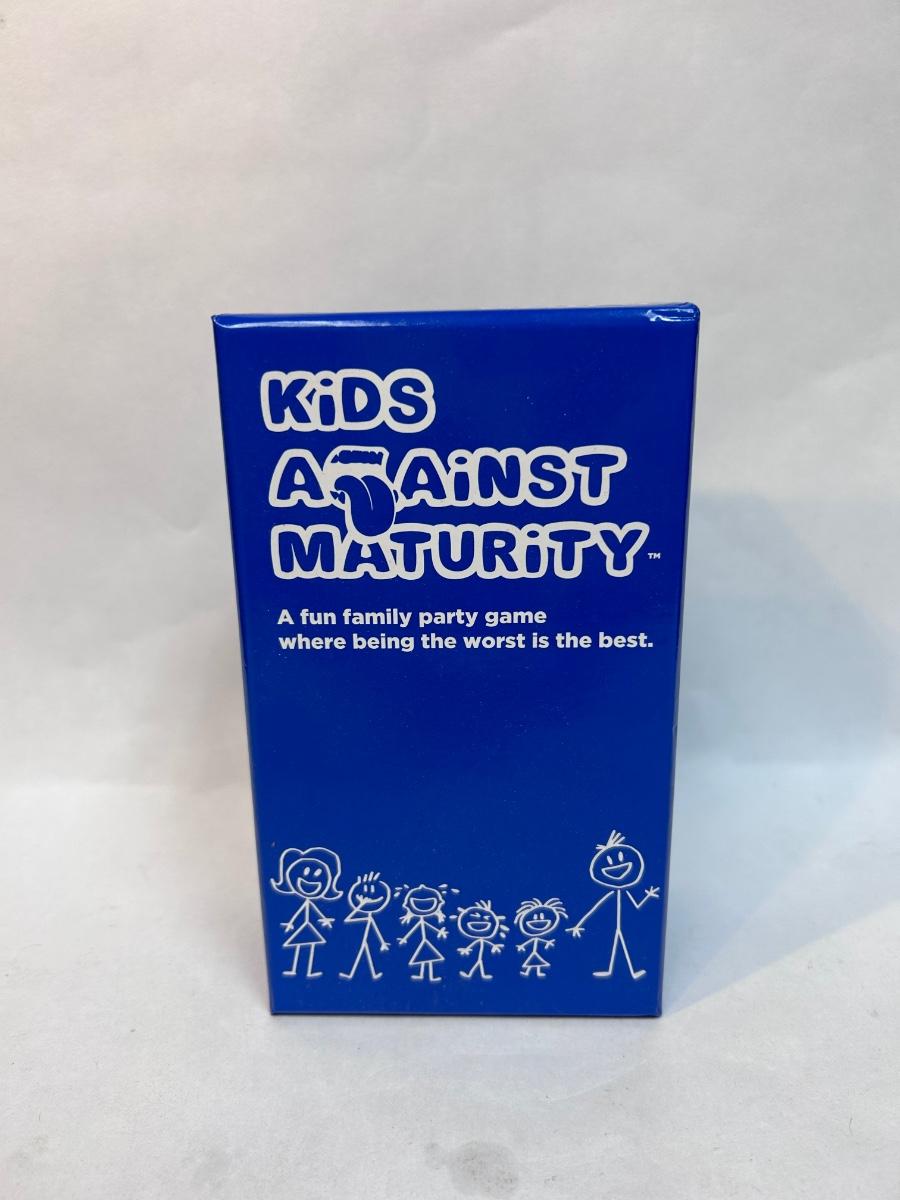 KiDS
AGAiNST
MATURiTY™
A fun family party game
where being the worst is the best.